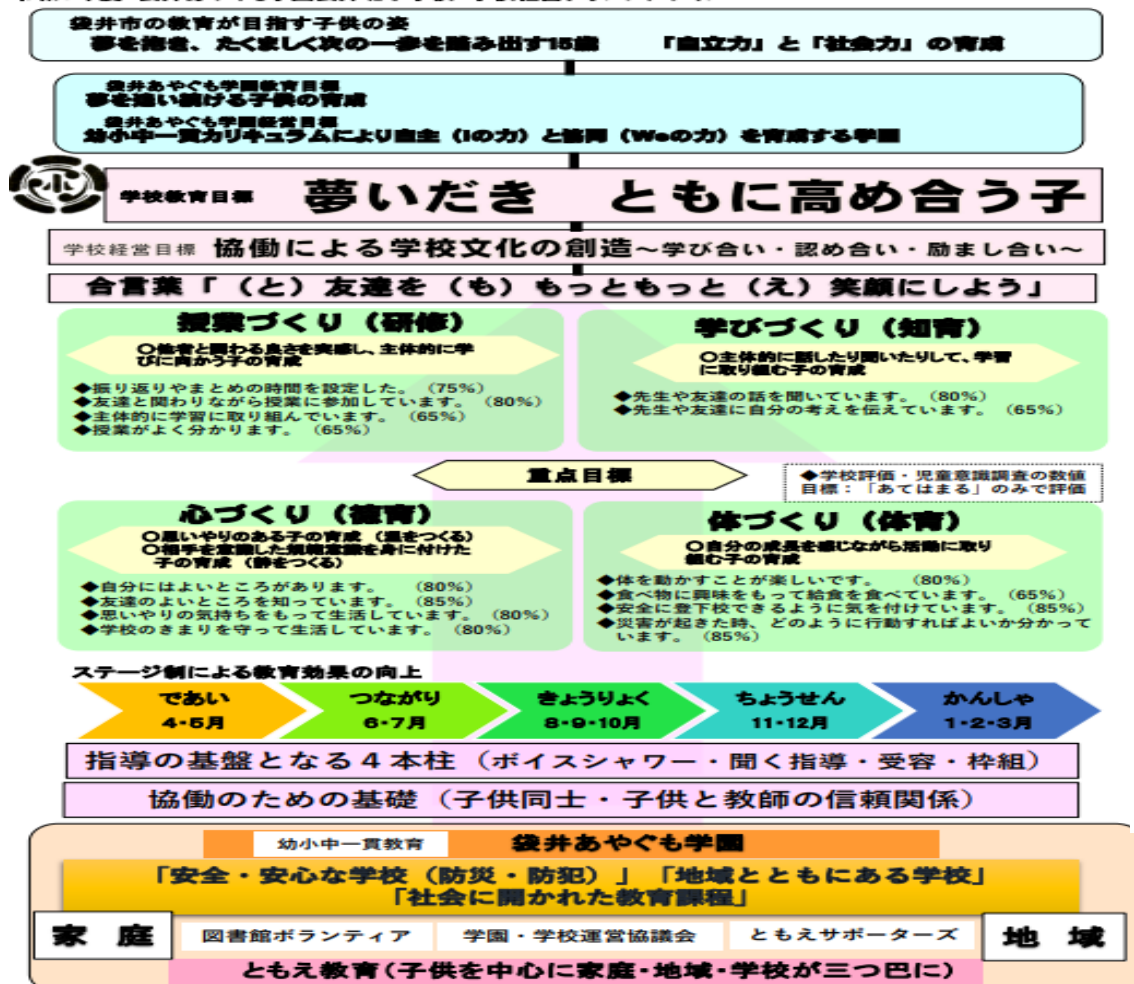 袋井市の教育が目指す子供の姿
夢を抱き、たくましく次の一歩を踏み出す15歳　「自立力」と「社会力」の育成
袋井あやぐも学園教育目標
夢を追い続ける子供の育成
袋井あやぐも学園経営目標
幼小中一貫カリキュラムにより自主（Iの力）と協同（Weの力）を育成する学園
学校教育目標　夢いだき　ともに高め合う子
学校経営目標　協働による学校文化の創造～学び合い・認め合い・励まし合い～
合言葉「（と）友達を（も）もっともっと（え）笑顔にしよう」
授業づくり（研修）
○他者と関わる良さを実感し、主体的に学
びに向かう子の育成
◆振り返りやまとめの時間を設定した。（75%）
◆友達と関わりながら授業に参加しています。（80%）
◆主体的に学習に取り組んでいます。（65%）
◆授業がよく分かります。（65%）
学びづくり（知育）
○主体的に話したり聞いたりして、学習
に取り組む子の育成
◆先生や友達の話を聞いています。（80%）
◆先生や友達に自分の考えを伝えています。（65%）
重点目標
◆学校評価・児童意識調査の数値
目標：「あてはまる」のみで評価
心づくり（徳育）
○思いやりのある子の育成（温をつくる）
○相手を意識した規範意識を身に付けた
子の育成（静をつくる）
◆自分にはよいところがあります。（80%）
◆友達のよいところを知っています。（85%）
◆思いやりの気持ちをもって生活しています。（80%）
◆学校のきまりを守って生活しています。（80%）
体づくり（体育）
○自分の成長を感じながら活動に取り
組む子の育成
◆体を動かすことが楽しいです。（80%）
◆食べ物に興味をもって給食を食べています。（65%）
◆安全に登下校できるように気を付けています。（85%）
◆災害が起きた時、どのように行動すればよいか分かって
います。（85%）
ステージ制による教育効果の向上
であい　つながり　きょうりょく　ちょうせん　かんしゃ
4・5月　6・7月　8・9・10月　11・12月　1・2・3月
指導の基盤となる４本柱（ボイスシャワー・聞く指導・受容・枠組）
協働のための基礎（子供同士・子供と教師の信頼関係）
幼小中一貫教育　袋井あやぐも学園
「安全・安心な学校（防災・防犯）」「地域とともにある学校」
「社会に開かれた教育課程」
家　庭　図書館ボランティア　学園・学校運営協議会　ともえサポーターズ　地　域
ともえ教育（子供を中心に家庭・地域・学校が三つ巴に）